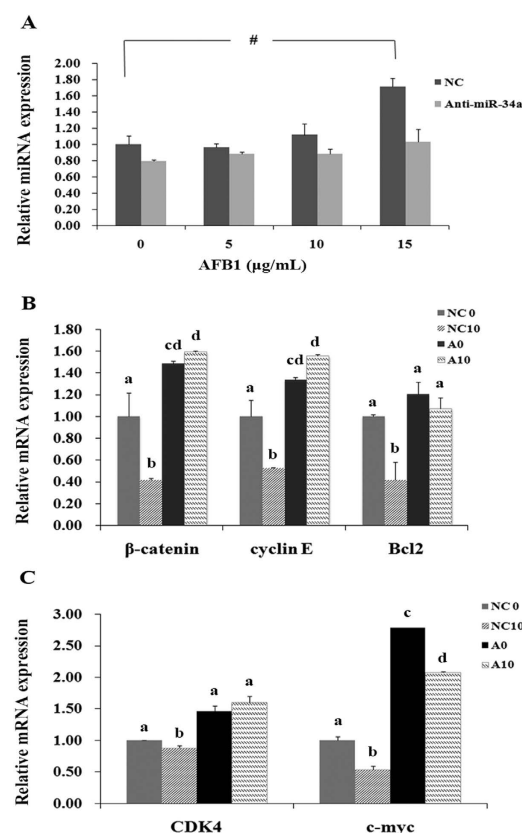 A
#
Relative miRNA expression
1.80
1.60
1.40
1.20
1.00
0.80
0.60
0.40
0.20
0.00
NC
Anti-miR-34a
0 5 10 15
AFB1 (µg/mL)
B
Relative mRNA expression
1.80
1.60
1.40
1.20
1.00
0.80
0.60
0.40
0.20
0.00
NC 0
NC10
A0
A10
a b cd d a b cd d a b a a
β-catenin cyclin E Bcl2
C
Relative mRNA expression
3.00
2.50
2.00
1.50
1.00
0.50
0.00
NC 0
NC10
A0
A10
a b a a a b c d
CDK4 c-myc